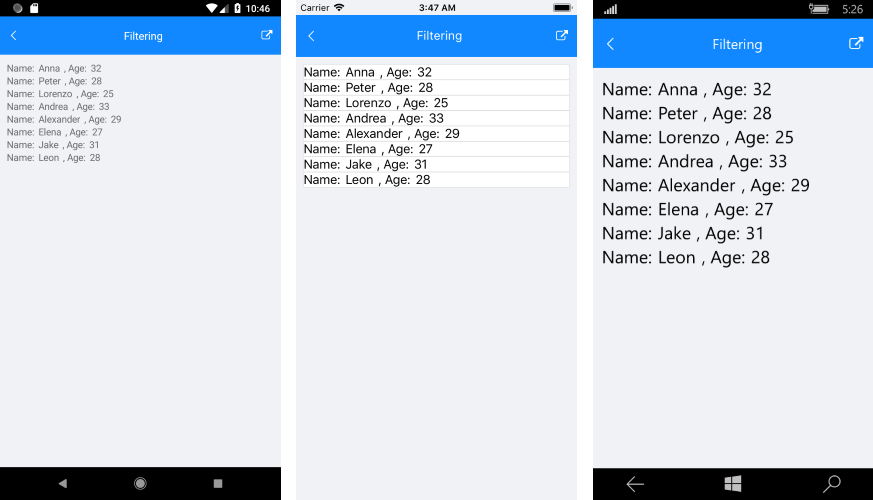 10:46
Filtering
Name: Anna , Age: 32
Name: Peter , Age: 28
Name: Lorenzo , Age: 25
Name: Andrea , Age: 33
Name: Alexander , Age: 29
Name: Elena , Age: 27
Name: Jake , Age: 31
Name: Leon , Age: 28
Carrier 3:47 AM
Filtering
Name: Anna , Age: 32
Name: Peter , Age: 28
Name: Lorenzo , Age: 25
Name: Andrea , Age: 33
Name: Alexander , Age: 29
Name: Elena , Age: 27
Name: Jake , Age: 31
Name: Leon , Age: 28
5:26
Filtering
Name: Anna , Age: 32
Name: Peter , Age: 28
Name: Lorenzo , Age: 25
Name: Andrea , Age: 33
Name: Alexander , Age: 29
Name: Elena , Age: 27
Name: Jake , Age: 31
Name: Leon , Age: 28